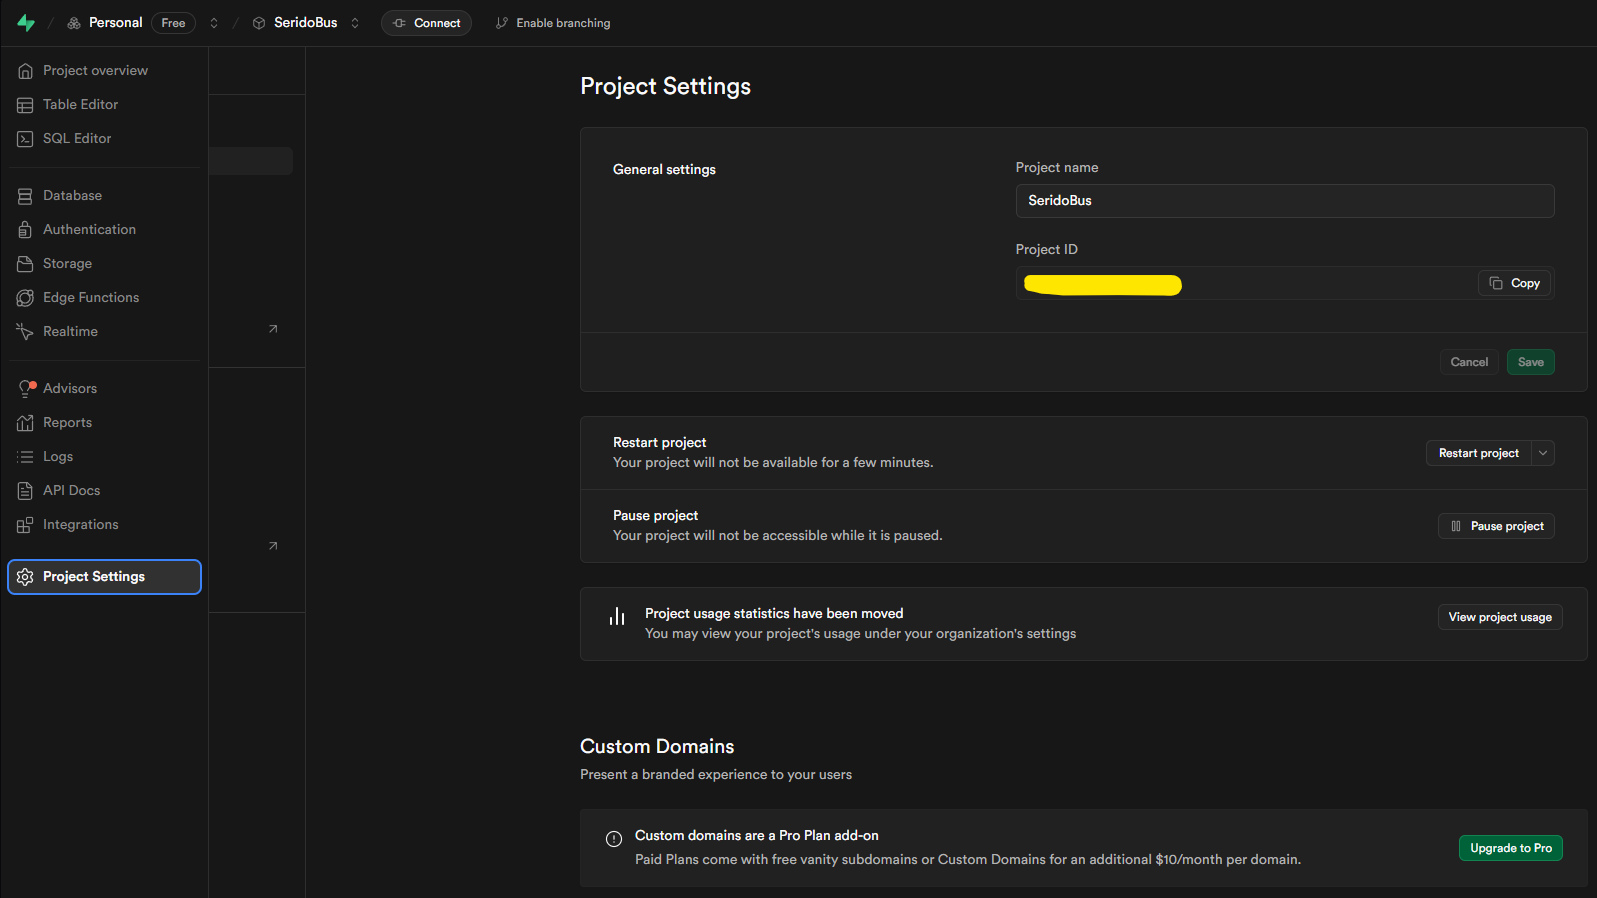 Personal Free SeridoBus Connect Enable branching
Project overview
Table Editor
SQL Editor
Database
Authentication
Storage
Edge Functions
Realtime
Advisors
Reports
Logs
API Docs
Integrations
Project Settings
Project Settings
General settings
Project name
SeridoBus
Project ID
Copy
Cancel Save
Restart project
Your project will not be available for a few minutes.
Restart project
Pause project
Your project will not be accessible while it is paused.
Pause project
Project usage statistics have been moved
You may view your project's usage under your organization's settings
View project usage
Custom Domains
Present a branded experience to your users
Custom domains are a Pro Plan add-on
Paid Plans come with free vanity subdomains or Custom Domains for an additional $10/month per domain.
Upgrade to Pro